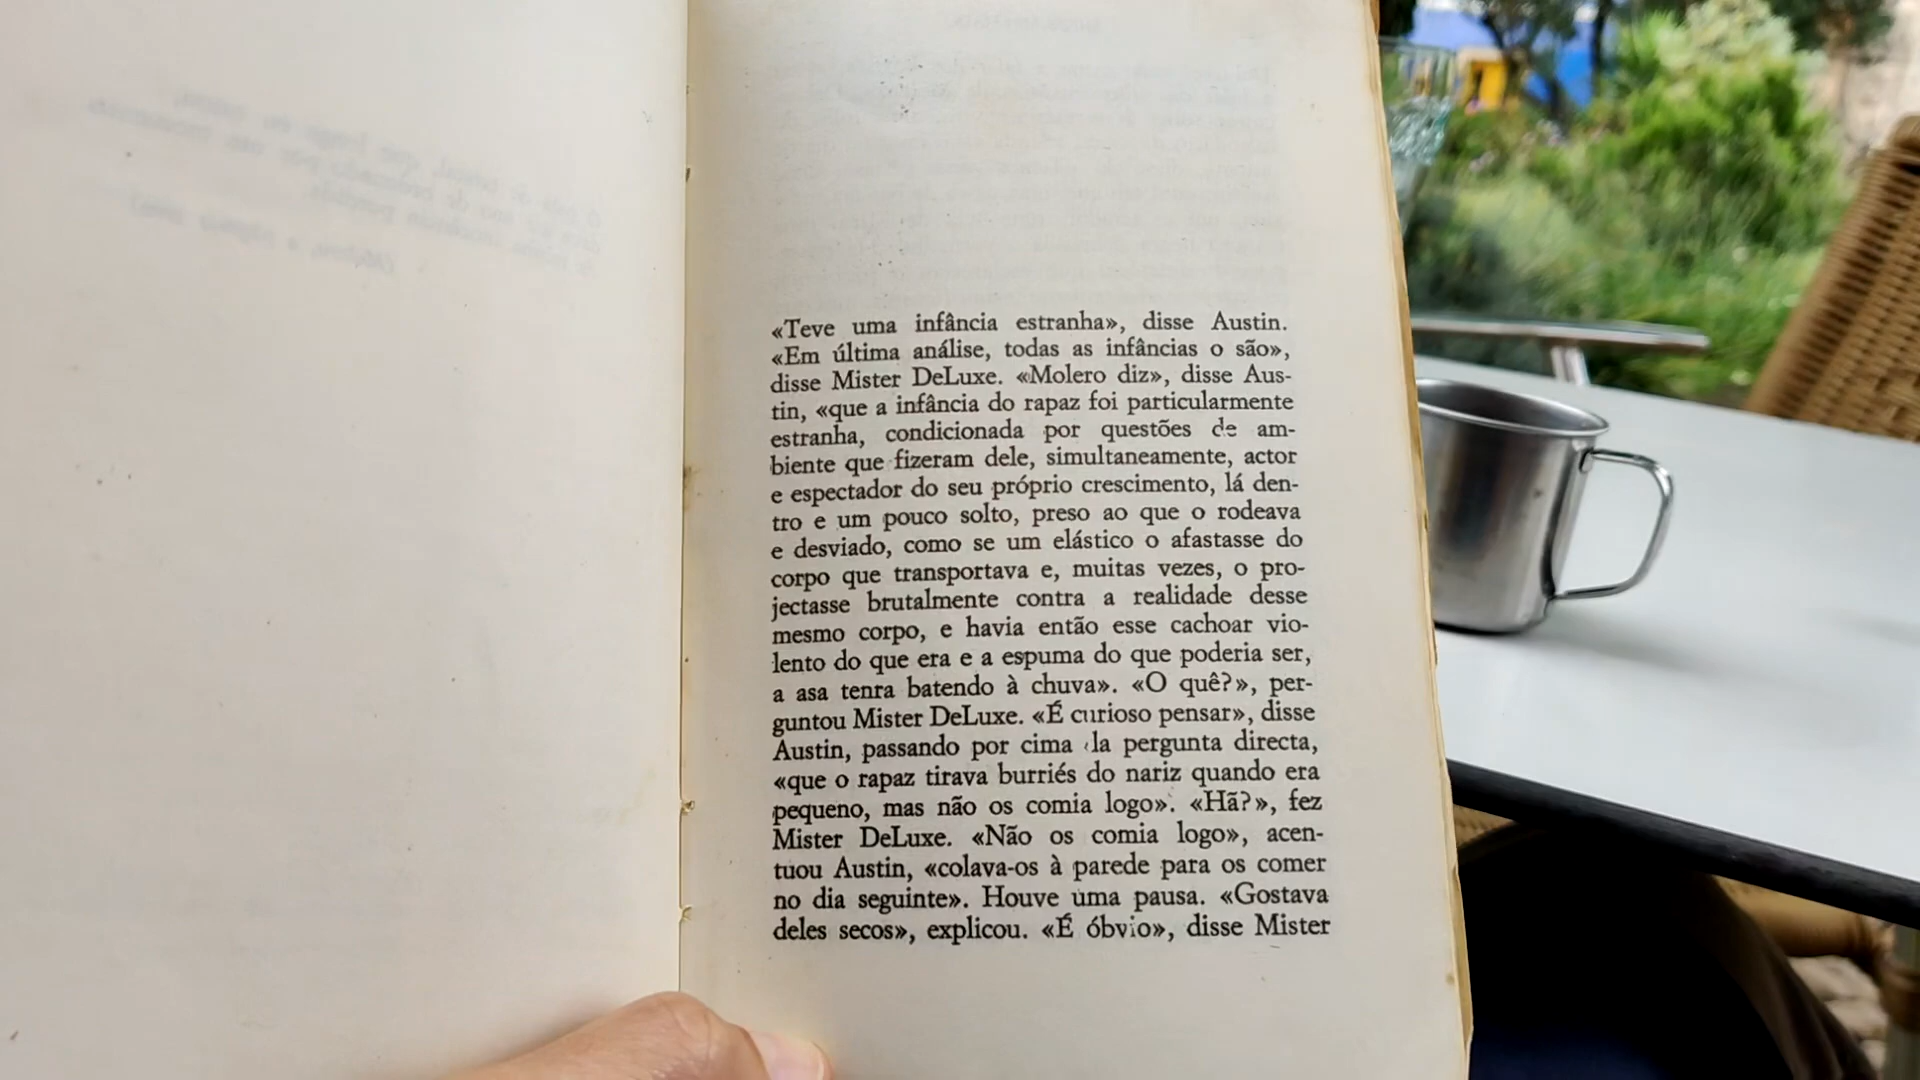 «Teve uma infância estranha», disse Austin.
«Em última análise, todas as infâncias o são»,
disse Mister DeLuxe. «Molero diz», disse Aus-
tin, «que a infância do rapaz foi particularmente
estranha, condicionada por questões de am-
biente que fizeram dele, simultaneamente, actor
e espectador do seu próprio crescimento, lá den-
tro e um pouco solto, preso ao que o rodeava
e desviado, como se um elástico o afastasse do
corpo que transportava e, muitas vezes, o pro-
jectasse brutalmente contra a realidade desse
mesmo corpo, e havia então esse cachoar vio-
lento do que era e a espuma do que poderia ser,
a asa tenra batendo à chuva». «O quê?», per-
guntou Mister DeLuxe. «É curioso pensar», disse
Austin, passando por cima da pergunta directa,
«que o rapaz tirava burriés do nariz quando era
pequeno, mas não os comia logo». «Hã?», fez
Mister DeLuxe. «Não os comia logo», acen-
tuou Austin, «colava-os à parede para os comer
no dia seguinte». Houve uma pausa. «Gostava
deles secos», explicou. «É óbvio», disse Mister